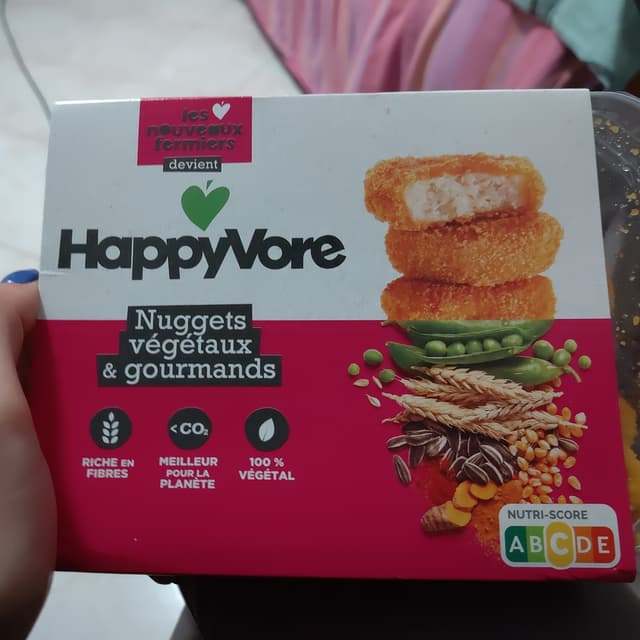 les
nouveaux
fermiers
devient
HappyVore
Nuggets
végétaux
& gourmands
<CO₂
RICHE EN
FIBRES
MEILLEUR
POUR LA
PLANÈTE
100 %
VÉGÉTAL
NUTRI-SCORE
A B C D E